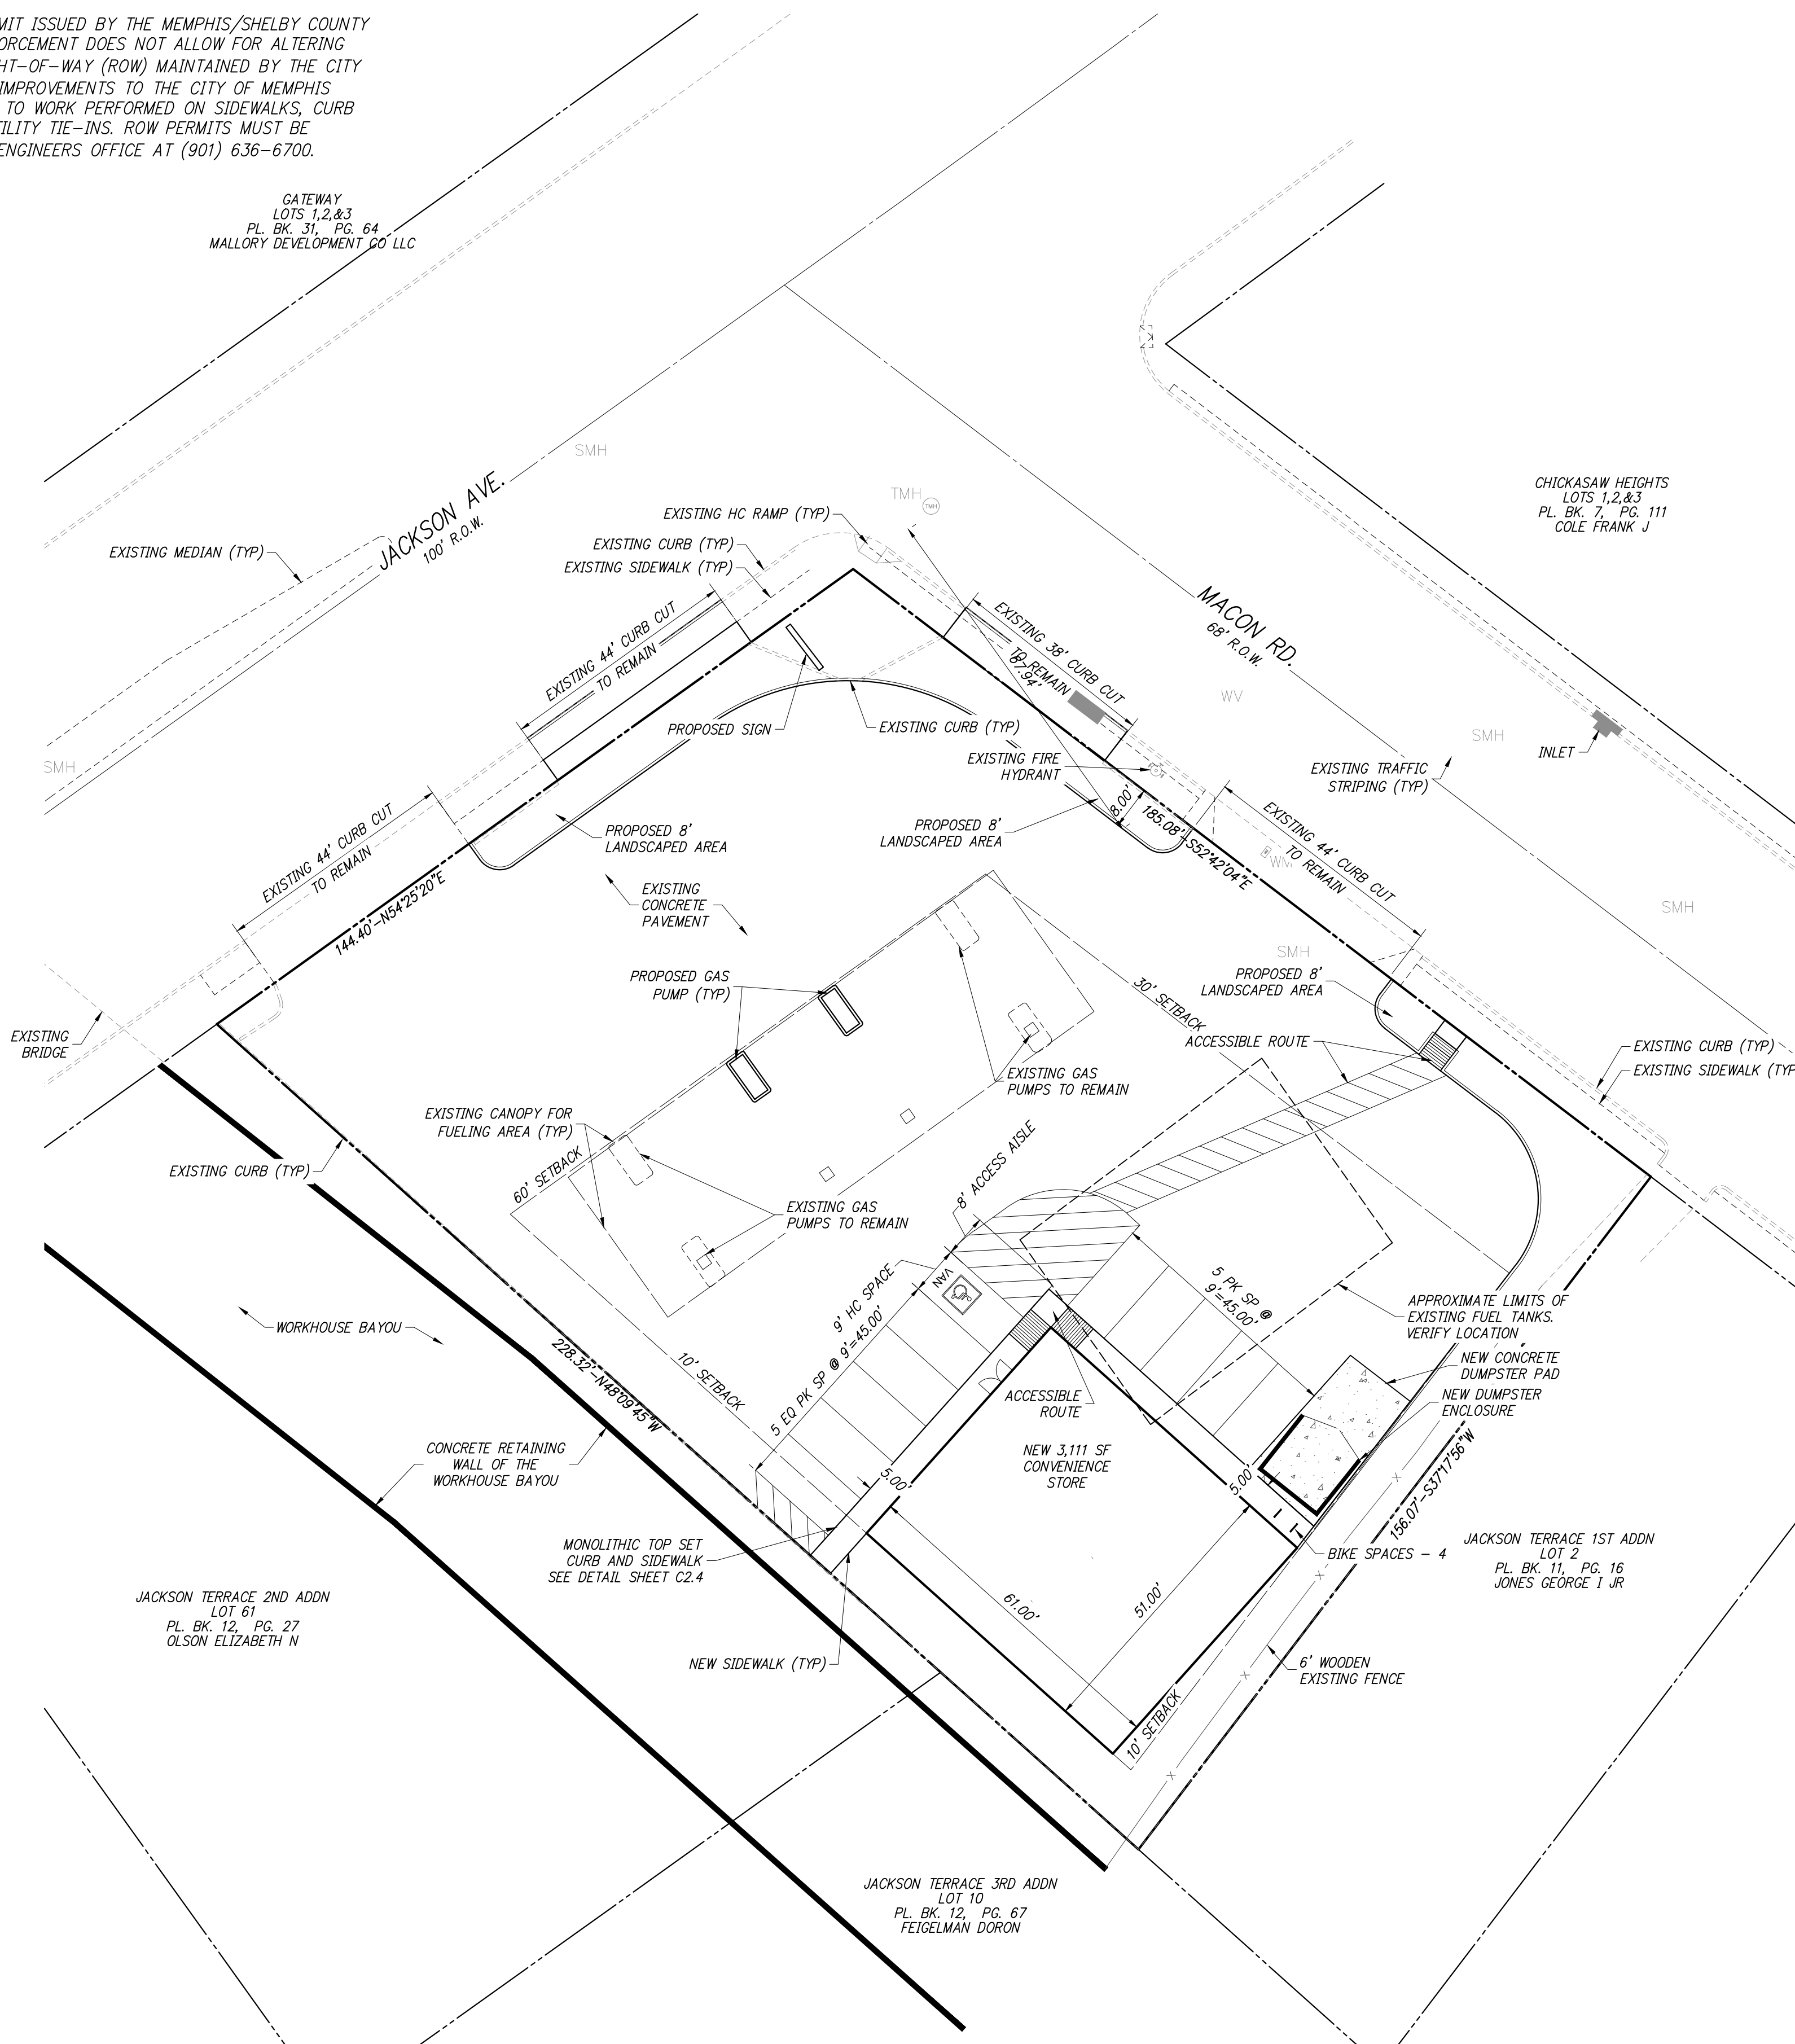 MIT ISSUED BY THE MEMPHIS/SHELBY COUNTY
ORCEMENT DOES NOT ALLOW FOR ALTERING
HT-OF-WAY (ROW) MAINTAINED BY THE CITY
IMPROVEMENTS TO THE CITY OF MEMPHIS
TO WORK PERFORMED ON SIDEWALKS, CURB
TILITY TIE-INS. ROW PERMITS MUST BE
ENGINEERS OFFICE AT (901) 636-6700.
GATEWAY
LOTS 1,2,&3
PL. BK. 31, PG. 64
MALLORY DEVELOPMENT CO LLC
SMH
JACKSON AVE.
100' R.O.W.
TMH
TMH
EXISTING HC RAMP (TYP)
EXISTING CURB (TYP)
EXISTING SIDEWALK (TYP)
EXISTING MEDIAN (TYP)
CHICKASAW HEIGHTS
LOTS 1,2,&3
PL. BK. 7, PG. 111
COLE FRANK J
MACON RD.
68' R.O.W.
EXISTING 44' CURB CUT
TO REMAIN
EXISTING 38' CURB CUT
TO REMAIN
67.94'
WV
SMH
INLET
PROPOSED SIGN
EXISTING CURB (TYP)
EXISTING FIRE
HYDRANT
EXISTING TRAFFIC
STRIPING (TYP)
SMH
EXISTING 44' CURB CUT
TO REMAIN
PROPOSED 8'
LANDSCAPED AREA
PROPOSED 8'
LANDSCAPED AREA
8.00'
185.08'-S52°42'04"E
WM
EXISTING 44' CURB CUT
TO REMAIN
EXISTING
CONCRETE
PAVEMENT
144.40'-N54°25'20"E
SMH
SMH
PROPOSED GAS
PUMP (TYP)
30' SETBACK
PROPOSED 8'
LANDSCAPED AREA
EXISTING
BRIDGE
ACCESSIBLE ROUTE
EXISTING CURB (TYP)
EXISTING SIDEWALK (TYP
EXISTING GAS
PUMPS TO REMAIN
EXISTING CANOPY FOR
FUELING AREA (TYP)
EXISTING CURB (TYP)
60' SETBACK
8' ACCESS AISLE
EXISTING GAS
PUMPS TO REMAIN
VAN
9' HC SPACE
5 EQ PK SP @ 9'=45.00'
5 PK SP @
9'=45.00'
APPROXIMATE LIMITS OF
EXISTING FUEL TANKS.
VERIFY LOCATION
WORKHOUSE BAYOU
228.32'-N48°09'45"W
10' SETBACK
NEW CONCRETE
DUMPSTER PAD
NEW DUMPSTER
ENCLOSURE
ACCESSIBLE
ROUTE
NEW 3,111 SF
CONVENIENCE
STORE
CONCRETE RETAINING
WALL OF THE
WORKHOUSE BAYOU
5.00'
5.00'
X
156.07'-S37°17'56"W
MONOLITHIC TOP SET
CURB AND SIDEWALK
SEE DETAIL SHEET C2.4
BIKE SPACES - 4
JACKSON TERRACE 1ST ADDN
LOT 2
PL. BK. 11, PG. 16
JONES GEORGE I JR
X
JACKSON TERRACE 2ND ADDN
LOT 61
PL. BK. 12, PG. 27
OLSON ELIZABETH N
61.00'
51.00'
NEW SIDEWALK (TYP)
X
6' WOODEN
EXISTING FENCE
10' SETBACK
X
JACKSON TERRACE 3RD ADDN
LOT 10
PL. BK. 12, PG. 67
FEIGELMAN DORON